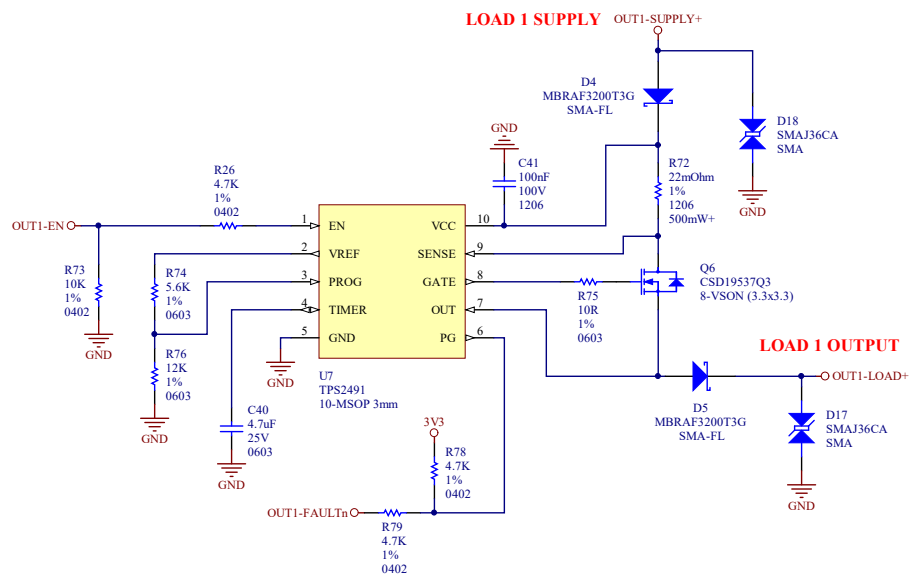 LOAD 1 SUPPLY
OUT1-SUPPLY+
D4
MBRAF3200T3G
SMA-FL
D18
SMAJ36CA
SMA
GND
GND
C41
100nF
100V
1206
R72
22mOhm
1%
1206
500mW+
R26
4.7K
1%
0402
OUT1-EN
1
EN
VCC
10
2
VREF
SENSE
9
3
PROG
GATE
8
4
TIMER
OUT
7
5
GND
PG
6
U7
TPS2491
10-MSOP 3mm
R73
10K
1%
0402
GND
R74
5.6K
1%
0603
R76
12K
1%
0603
GND
GND
Q6
CSD19537Q3
8-VSON (3.3x3.3)
R75
10R
1%
0603
LOAD 1 OUTPUT
OUT1-LOAD+
D5
MBRAF3200T3G
SMA-FL
D17
SMAJ36CA
SMA
GND
C40
4.7uF
25V
0603
GND
3V3
R78
4.7K
1%
0402
OUT1-FAULTn
R79
4.7K
1%
0402